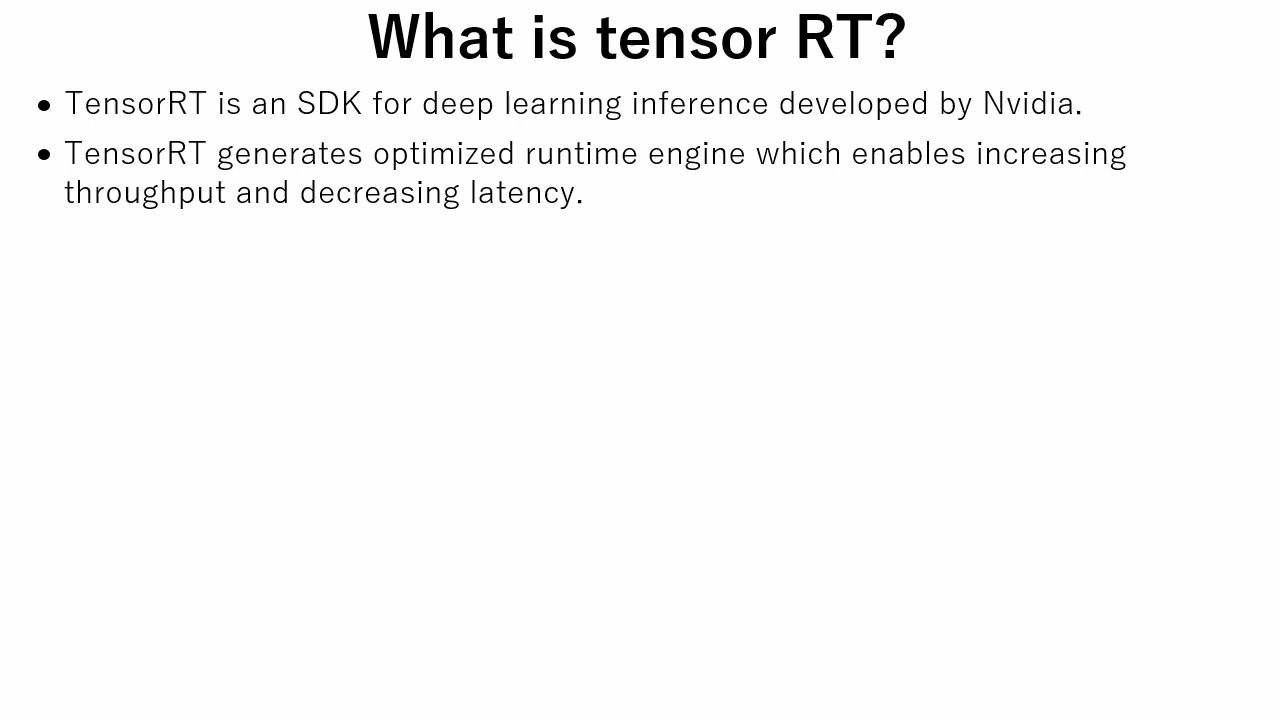 What is tensor RT?
• TensorRT is an SDK for deep learning inference developed by Nvidia.
• TensorRT generates optimized runtime engine which enables increasing
throughput and decreasing latency.